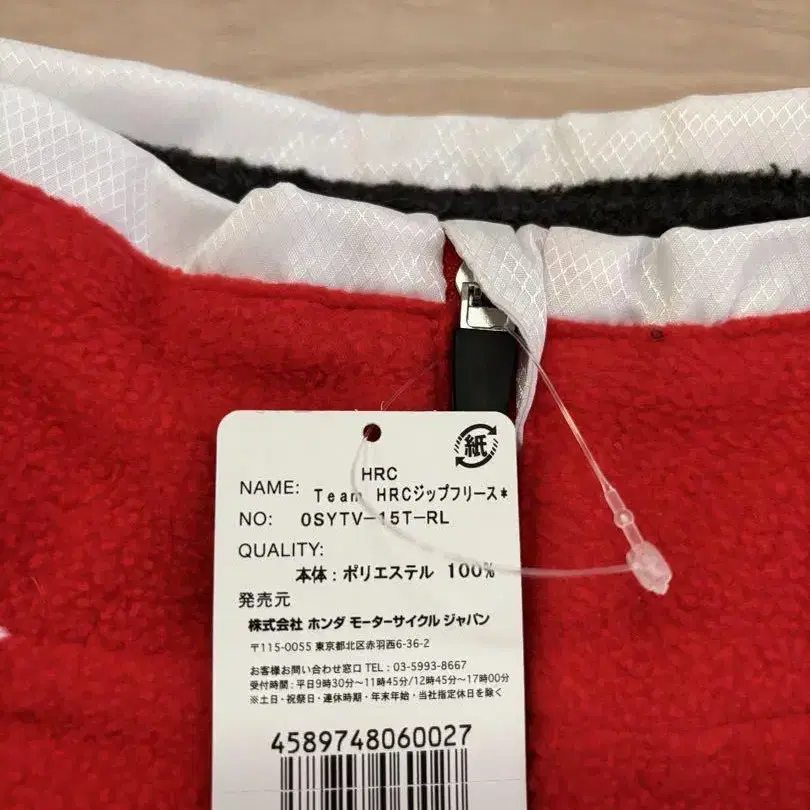 紙
HRC
NAME: Team HRCジップフリース*
NO: 0SYTV-15T-RL
QUALITY:
本体：ポリエステル 100%
発売元
株式会社 ホンダ モーターサイクル ジャパン
〒115-0055 東京都北区赤羽西6-36-2
お客様お問い合わせ窓口 TEL：03-5993-8667
受付時間：平日9時30分～11時45分/12時45分～17時00分
※土日・祝祭日・連休時期・年末年始・当社指定休日を除く
4589748060027